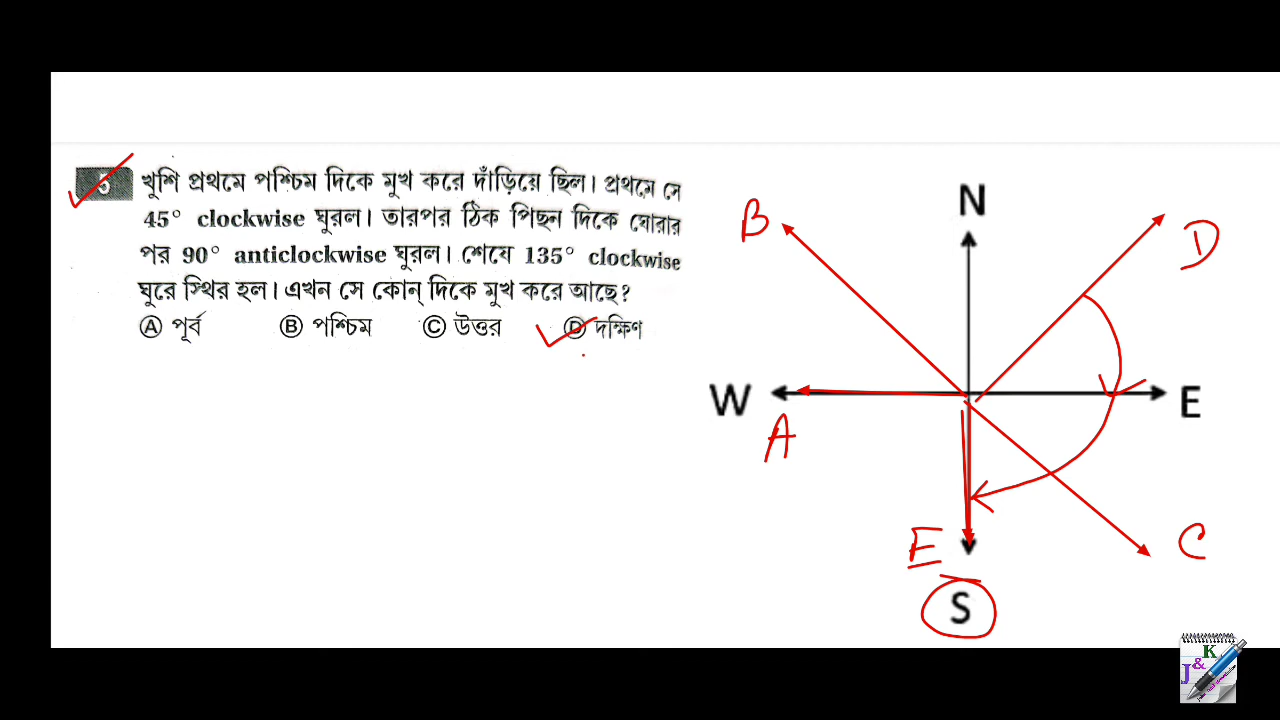 5 খুশি প্রথমে পশ্চিম দিকে মুখ করে দাঁড়িয়ে ছিল। প্রথমে সে
45° clockwise ঘুরল। তারপর ঠিক পিছন দিকে ঘোরার
পর 90° anticlockwise ঘুরল। শেষে 135° clockwise
ঘুরে স্থির হল। এখন সে কোন্ দিকে মুখ করে আছে?
Ⓐ পূর্ব Ⓑ পশ্চিম Ⓒ উত্তর Ⓓ দক্ষিণ
N
B
D
W
E
A
E
C
S
J&K